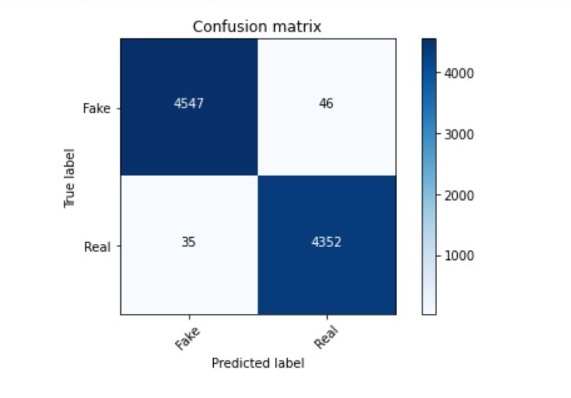 Confusion matrix
Fake
4547 46
Real
35 4352
True label
Fake Real
Predicted label
4000
3000
2000
1000